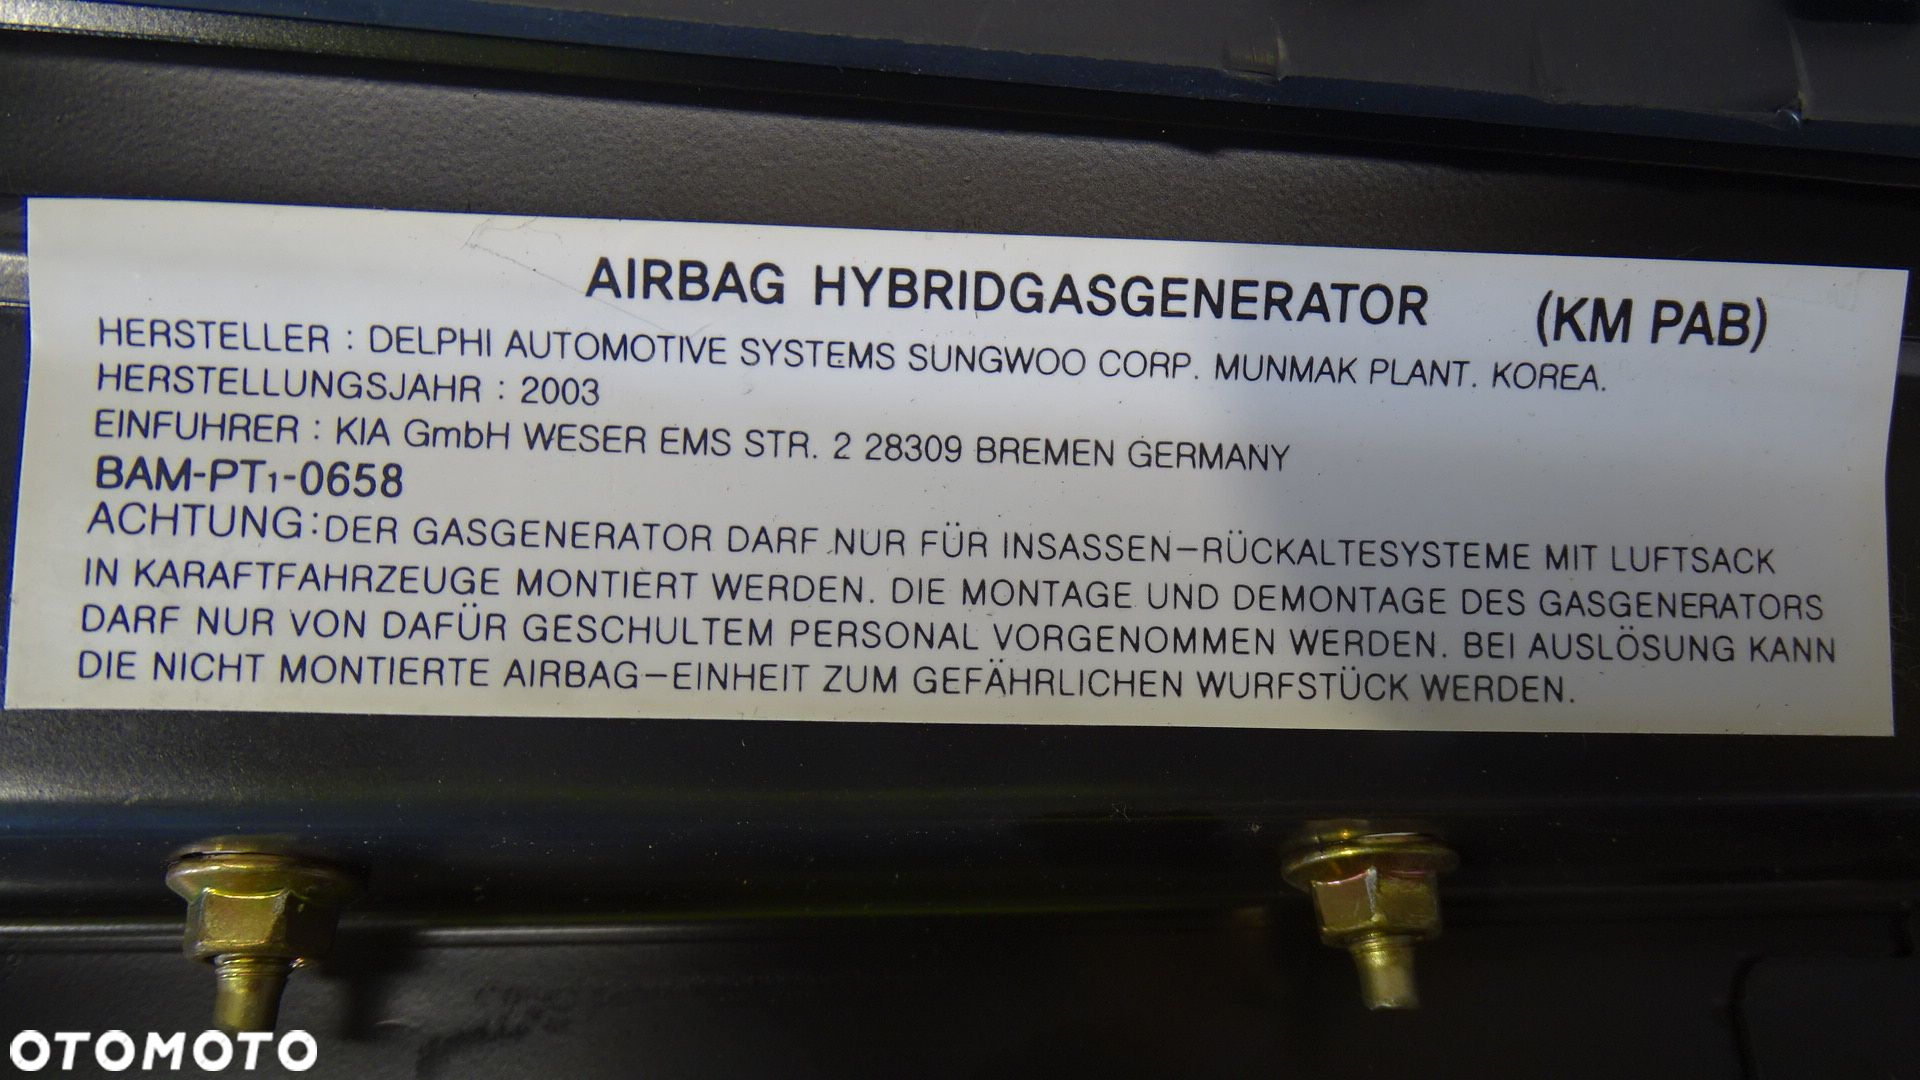 AIRBAG HYBRIDGASGENERATOR (KM PAB)
HERSTELLER : DELPHI AUTOMOTIVE SYSTEMS SUNGWOO CORP. MUNMAK PLANT. KOREA.
HERSTELLUNGSJAHR : 2003
EINFUHRER : KIA GmbH WESER EMS STR. 2 28309 BREMEN GERMANY
BAM-PT1-0658
ACHTUNG:DER GASGENERATOR DARF NUR FÜR INSASSEN-RÜCKALTESYSTEME MIT LUFTSACK
IN KARAFTFAHRZEUGE MONTIERT WERDEN. DIE MONTAGE UND DEMONTAGE DES GASGENERATORS
DARF NUR VON DAFÜR GESCHULTEM PERSONAL VORGENOMMEN WERDEN. BEI AUSLÖSUNG KANN
DIE NICHT MONTIERTE AIRBAG-EINHEIT ZUM GEFÄHRLICHEN WURFSTÜCK WERDEN.
OTOMOTO